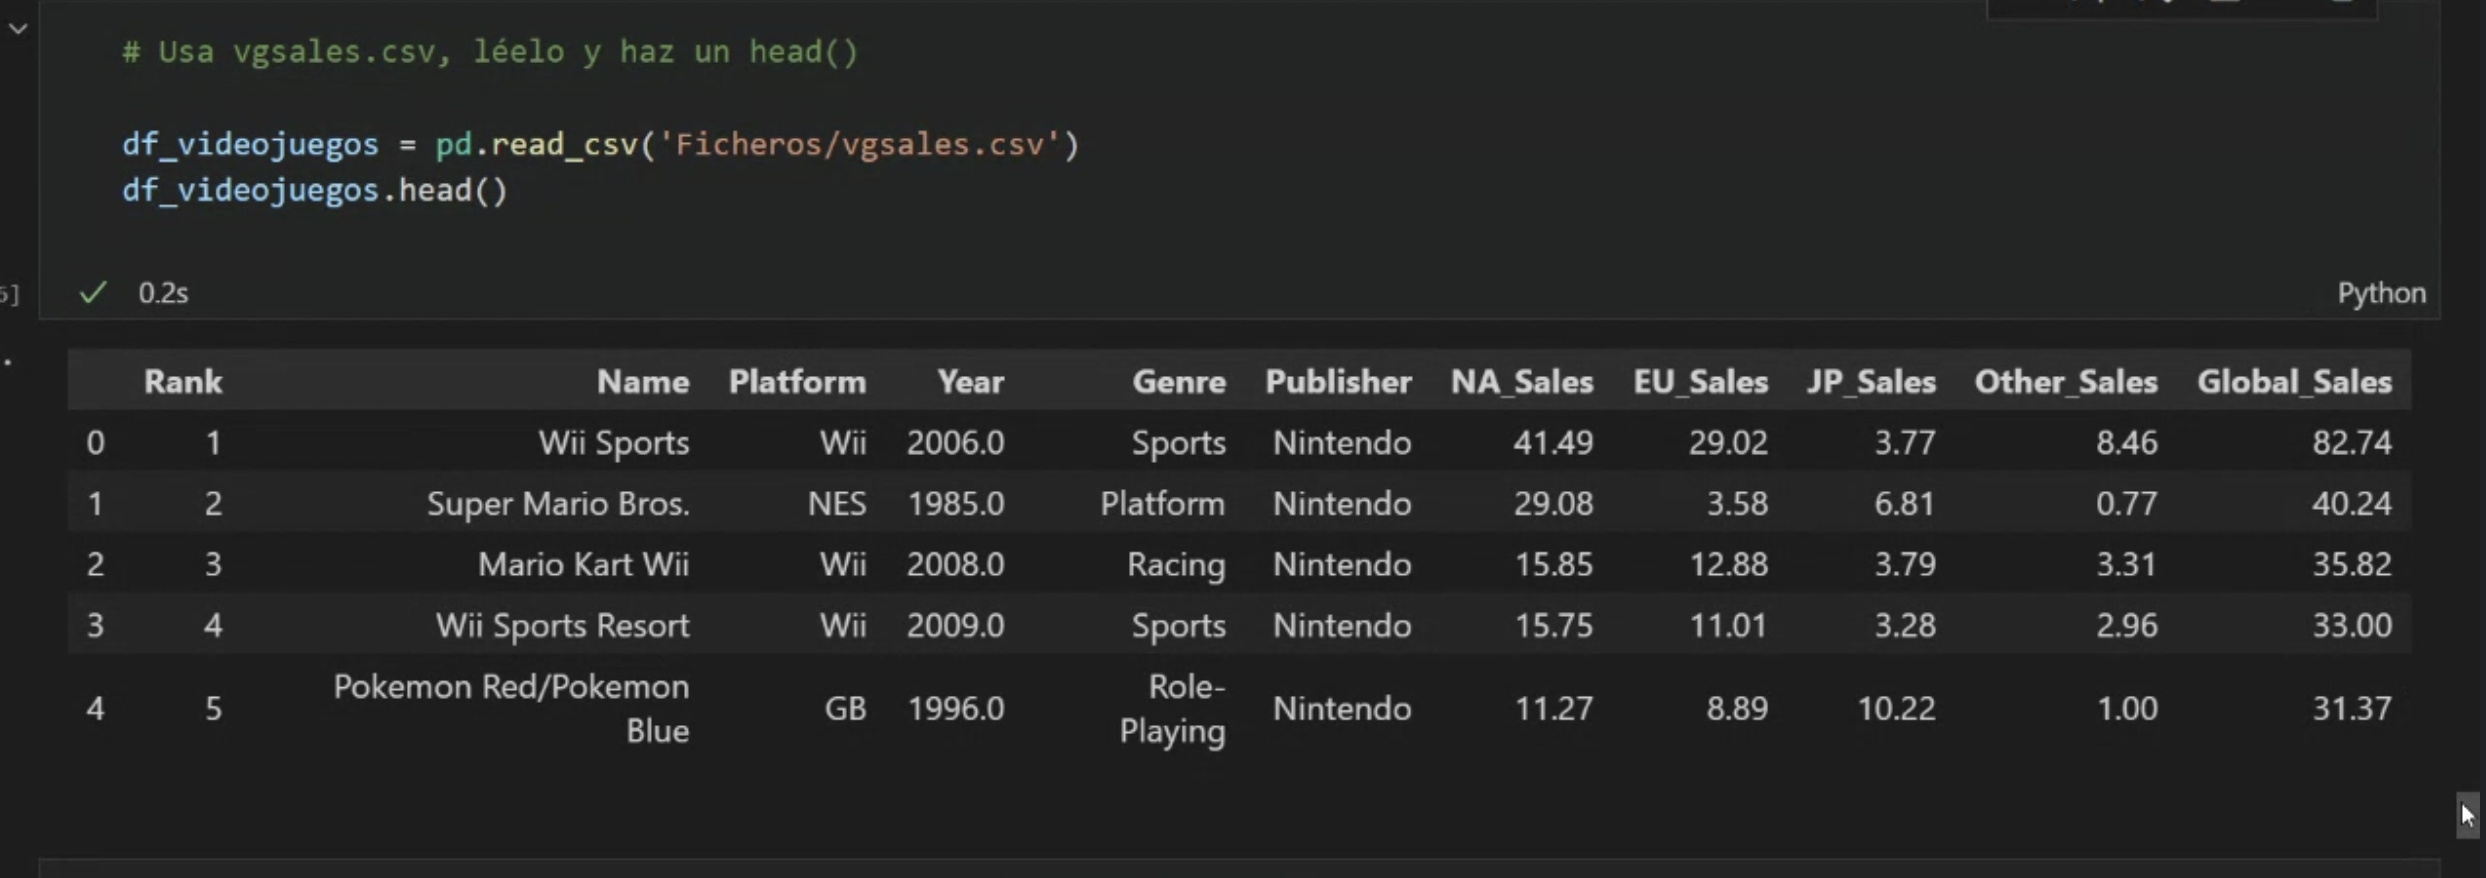 # Usa vgsales.csv, léelo y haz un head()
df_videojuegos = pd.read_csv('Ficheros/vgsales.csv')
df_videojuegos.head()
5]
0.2s
Python
Rank Name Platform Year Genre Publisher NA_Sales EU_Sales JP_Sales Other_Sales Global_Sales
0 1 Wii Sports Wii 2006.0 Sports Nintendo 41.49 29.02 3.77 8.46 82.74
1 2 Super Mario Bros. NES 1985.0 Platform Nintendo 29.08 3.58 6.81 0.77 40.24
2 3 Mario Kart Wii Wii 2008.0 Racing Nintendo 15.85 12.88 3.79 3.31 35.82
3 4 Wii Sports Resort Wii 2009.0 Sports Nintendo 15.75 11.01 3.28 2.96 33.00
4 5 Pokemon Red/Pokemon Blue GB 1996.0 Role-Playing Nintendo 11.27 8.89 10.22 1.00 31.37